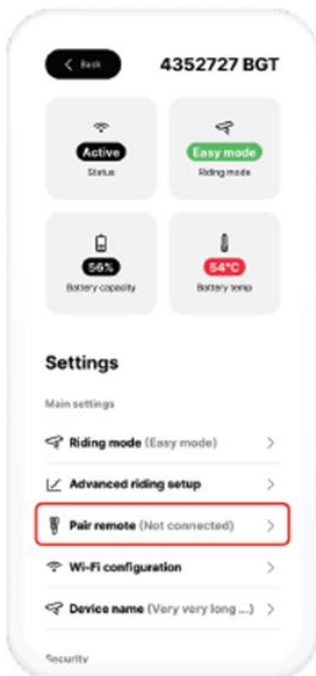 Back
4352727 BGT
Active
Status
Easy mode
Riding mode
56%
Battery capacity
54°C
Battery temp
Settings
Main settings
Riding mode (Easy mode)
Advanced riding setup
Pair remote (Not connected)
Wi-Fi configuration
Device name (Very very long ...)
Security